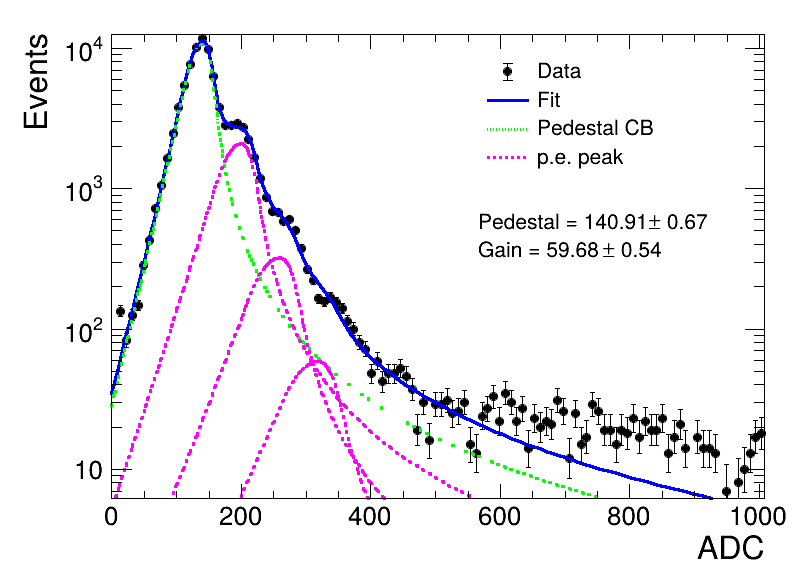 Events
10⁴
10³
10²
10
Data
Fit
Pedestal CB
p.e. peak
Pedestal = 140.91± 0.67
Gain = 59.68 ± 0.54
0 200 400 600 800 1000
ADC